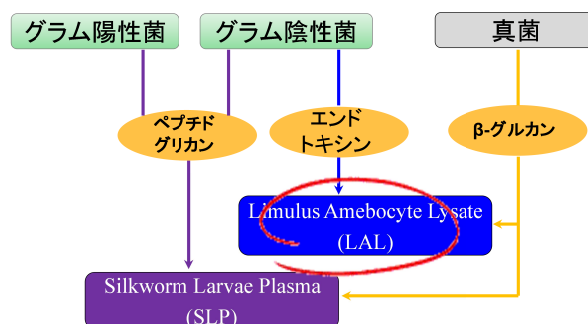 グラム陽性菌
グラム陰性菌
真菌
ペプチド
グリカン
エンド
トキシン
β-グルカン
Limulus Amebocyte Lysate
(LAL)
Silkworm Larvae Plasma
(SLP)